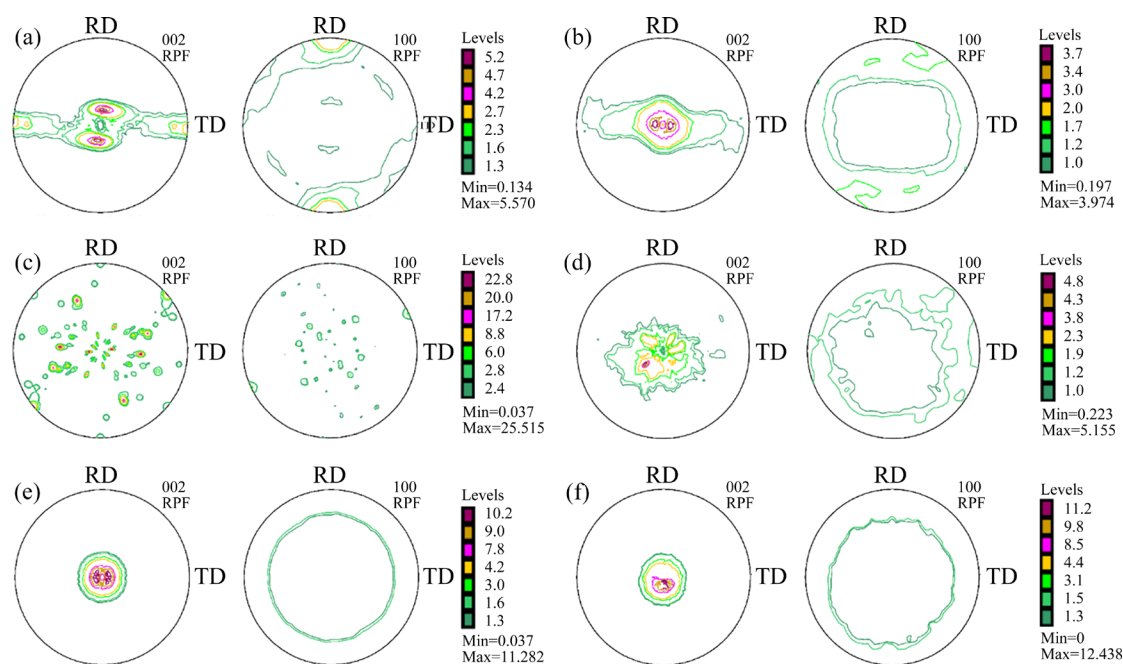 (a)
RD
002
RPF
TD
RD
100
RPF
TD
Levels
5.2
4.7
4.2
2.7
2.3
1.6
1.3
Min=0.134
Max=5.570
(b)
RD
002
RPF
TD
RD
100
RPF
TD
Levels
3.7
3.4
3.0
2.0
1.7
1.2
1.0
Min=0.197
Max=3.974
(c)
RD
002
RPF
TD
RD
100
RPF
TD
Levels
22.8
20.0
17.2
8.8
6.0
2.8
2.4
Min=0.037
Max=25.515
(d)
RD
002
RPF
TD
RD
100
RPF
TD
Levels
4.8
4.3
3.8
2.3
1.9
1.2
1.0
Min=0.223
Max=5.155
(e)
RD
002
RPF
TD
RD
100
RPF
TD
Levels
10.2
9.0
7.8
4.2
3.0
1.6
1.3
Min=0.037
Max=11.282
(f)
RD
002
RPF
TD
RD
100
RPF
TD
Levels
11.2
9.8
8.5
4.4
3.1
1.5
1.3
Min=0
Max=12.438